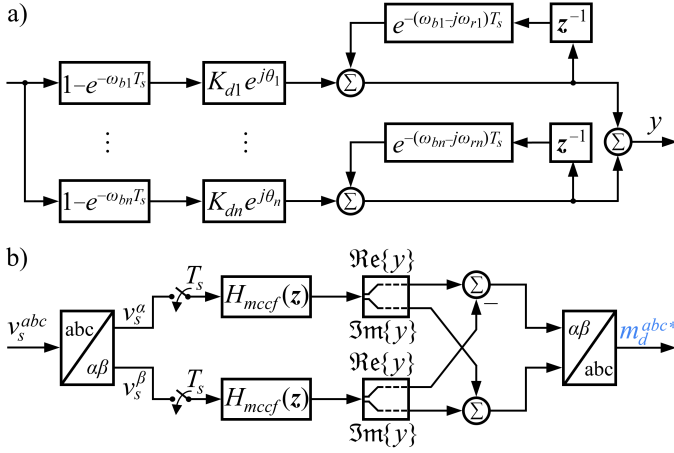 a)
e^{-(ω_{b1}-jω_{r1})T_s} z^{-1}
1-e^{-ω_{b1}T_s} K_{d1}e^{jθ_1} Σ
⋮ ⋮ Σ y
e^{-(ω_{bn}-jω_{rn})T_s} z^{-1}
1-e^{-ω_{bn}T_s} K_{dn}e^{jθ_n} Σ
b)
ℜe{y}
T_s
v_s^{abc} v_s^α H_{mccf}(z) Σ
−
abc ℑm{y} αβ m_d^{abc*}
αβ ℜe{y} abc
v_s^β T_s
H_{mccf}(z) Σ
ℑm{y}